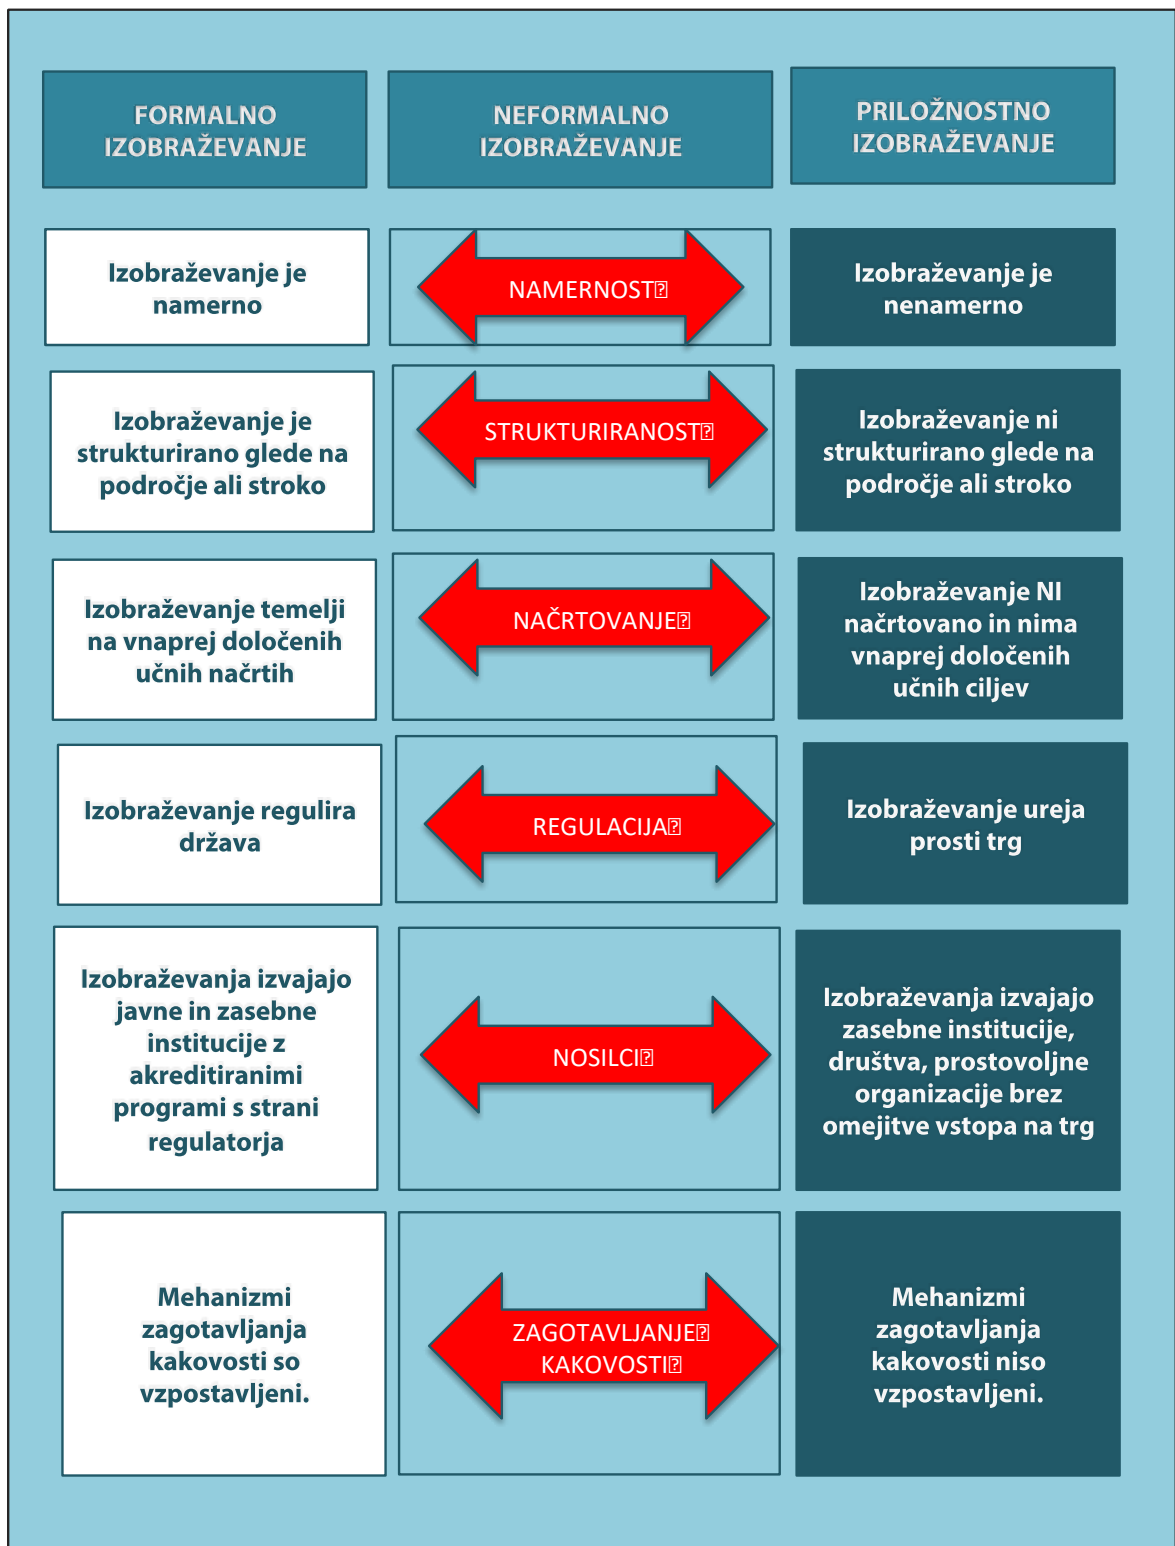 FORMALNO
IZOBRAŽEVANJE
NEFORMALNO
IZOBRAŽEVANJE
PRILOŽNOSTNO
IZOBRAŽEVANJE
Izobraževanje je
namerno
NAMERNOST⍰
Izobraževanje je
nenamerno
Izobraževanje je
strukturirano glede na
področje ali stroko
STRUKTURIRANOST⍰
Izobraževanje ni
strukturirano glede na
področje ali stroko
Izobraževanje temelji
na vnaprej določenih
učnih načrtih
NAČRTOVANJE⍰
Izobraževanje NI
načrtovano in nima
vnaprej določenih
učnih ciljev
Izobraževanje regulira
država
REGULACIJA⍰
Izobraževanje ureja
prosti trg
Izobraževanja izvajajo
javne in zasebne
institucije z
akreditiranimi
programi s strani
regulatorja
NOSILCI⍰
Izobraževanja izvajajo
zasebne institucije,
društva, prostovoljne
organizacije brez
omejitve vstopa na trg
Mehanizmi
zagotavljanja
kakovosti so
vzpostavljeni.
ZAGOTAVLJANJE⍰
KAKOVOSTI⍰
Mehanizmi
zagotavljanja
kakovosti niso
vzpostavljeni.